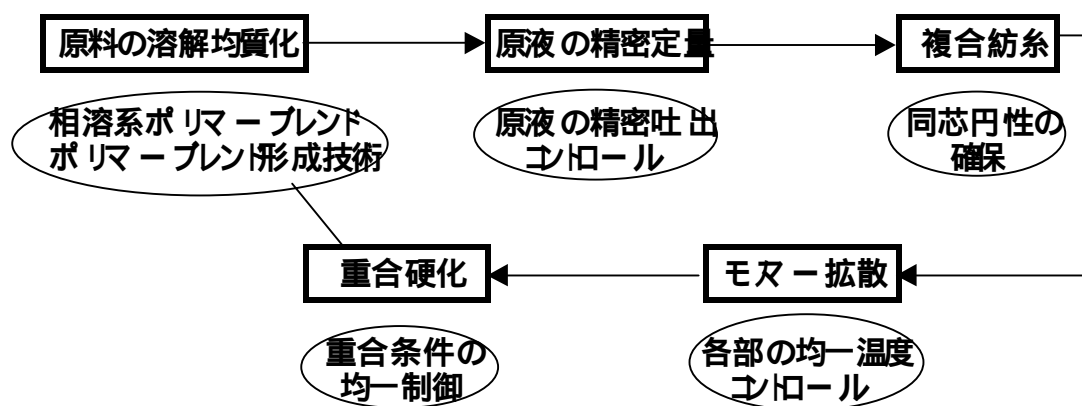 原料の溶解均質化
原液の精密定量
複合紡糸
相溶系ポリマーブレンド
ポリマーブレンド形成技術
原液の精密吐出
コントロール
同芯円性の
確保
重合硬化
モノマー拡散
重合条件の
均一制御
各部の均一温度
コントロール